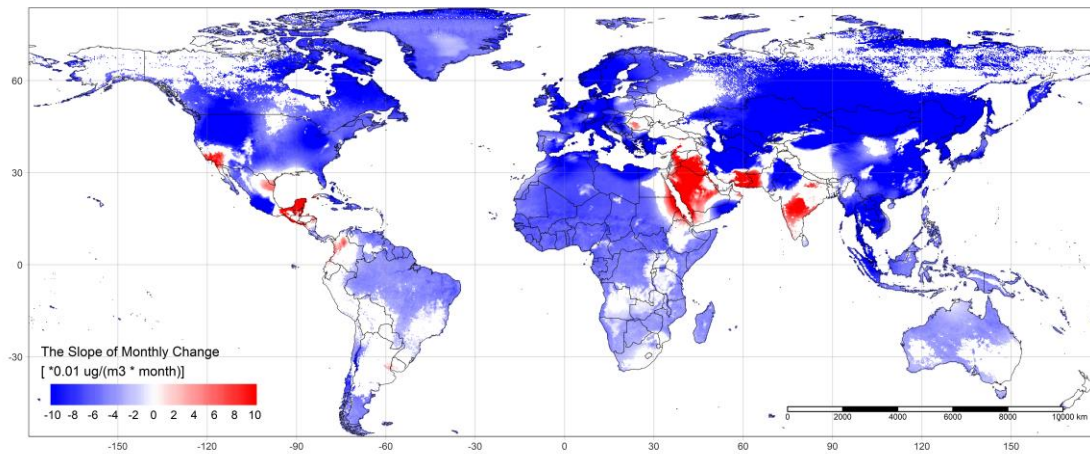 60
30
0
-30
The Slope of Monthly Change
[ *0.01 ug/(m3 * month)]
-10 -8 -6 -4 -2 0 2 4 6 8 10
0 2000 4000 6000 8000 10000 km
-150 -120 -90 -60 -30 0 30 60 90 120 150